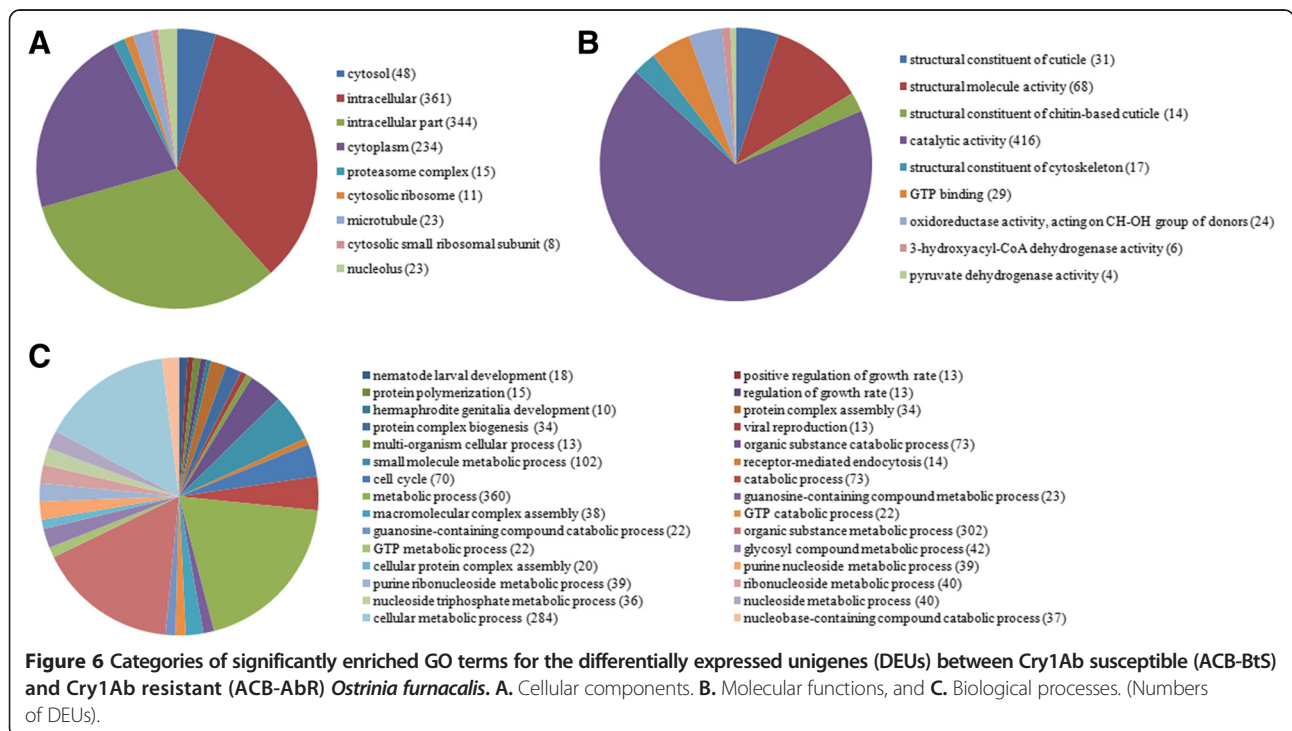 A
cytosol (48)
intracellular (361)
intracellular part (344)
cytoplasm (234)
proteasome complex (15)
cytosolic ribosome (11)
microtubule (23)
cytosolic small ribosomal subunit (8)
nucleolus (23)
B
structural constituent of cuticle (31)
structural molecule activity (68)
structural constituent of chitin-based cuticle (14)
catalytic activity (416)
structural constituent of cytoskeleton (17)
GTP binding (29)
oxidoreductase activity, acting on CH-OH group of donors (24)
3-hydroxyacyl-CoA dehydrogenase activity (6)
pyruvate dehydrogenase activity (4)
C
nematode larval development (18)
protein polymerization (15)
hermaphrodite genitalia development (10)
protein complex biogenesis (34)
multi-organism cellular process (13)
small molecule metabolic process (102)
cell cycle (70)
metabolic process (360)
macromolecular complex assembly (38)
guanosine-containing compound catabolic process (22)
GTP metabolic process (22)
cellular protein complex assembly (20)
purine ribonucleoside metabolic process (39)
nucleoside triphosphate metabolic process (36)
cellular metabolic process (284)
positive regulation of growth rate (13)
regulation of growth rate (13)
protein complex assembly (34)
viral reproduction (13)
organic substance catabolic process (73)
receptor-mediated endocytosis (14)
catabolic process (73)
guanosine-containing compound metabolic process (23)
GTP catabolic process (22)
organic substance metabolic process (302)
glycosyl compound metabolic process (42)
purine nucleoside metabolic process (39)
ribonucleoside metabolic process (40)
nucleoside metabolic process (40)
nucleobase-containing compound catabolic process (37)
Figure 6 Categories of significantly enriched GO terms for the differentially expressed unigenes (DEUs) between Cry1Ab susceptible (ACB-BtS)
and Cry1Ab resistant (ACB-AbR) Ostrinia furnacalis. A. Cellular components. B. Molecular functions, and C. Biological processes. (Numbers
of DEUs).